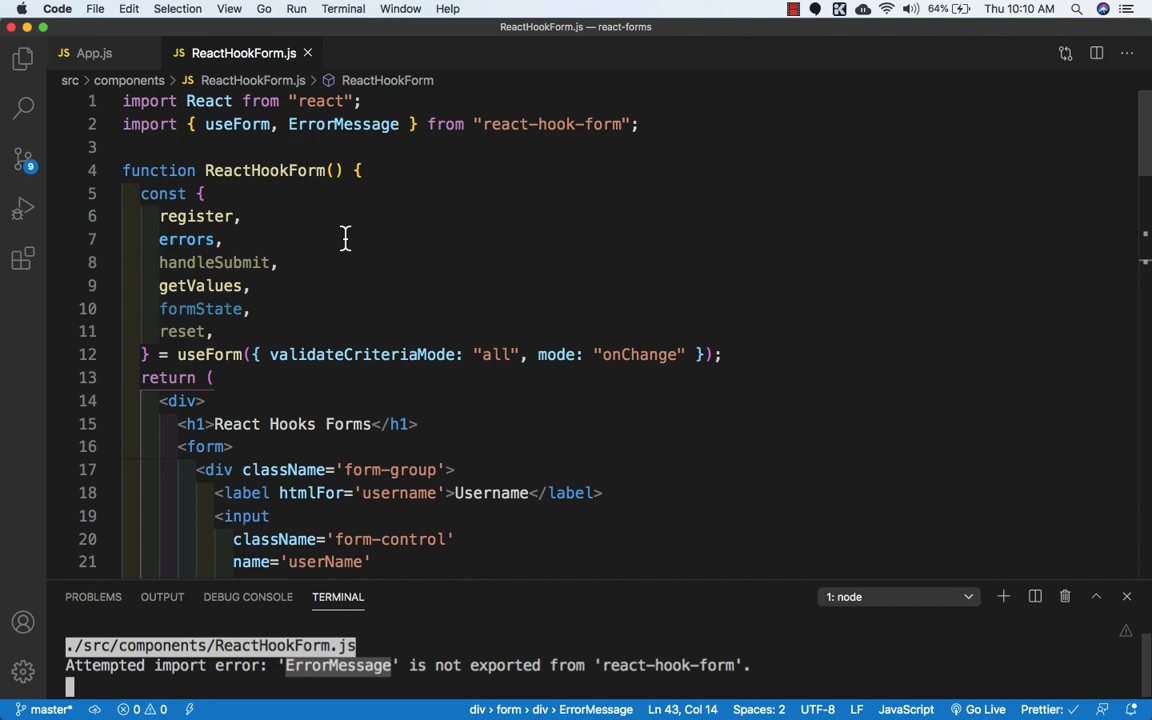 Code File Edit Selection View Go Run Terminal Window Help 64% Thu 10:10 AM
ReactHookForm.js — react-forms
JS App.js JS ReactHookForm.js ×
src > components > JS ReactHookForm.js > ReactHookForm
1 import React from "react";
2 import { useForm, ErrorMessage } from "react-hook-form";
3
4 function ReactHookForm() {
5 const {
6 register,
7 errors,
8 handleSubmit,
9 getValues,
10 formState,
11 reset,
12 } = useForm({ validateCriteriaMode: "all", mode: "onChange" });
13 return (
14 <div>
15 <h1>React Hooks Forms</h1>
16 <form>
17 <div className='form-group'>
18 <label htmlFor='username'>Username</label>
19 <input
20 className='form-control'
21 name='userName'
9
PROBLEMS OUTPUT DEBUG CONSOLE TERMINAL 1: node
./src/components/ReactHookForm.js
Attempted import error: 'ErrorMessage' is not exported from 'react-hook-form'.
master* 0 0 div > form > div > ErrorMessage Ln 43, Col 14 Spaces: 2 UTF-8 LF JavaScript Go Live Prettier: ✓